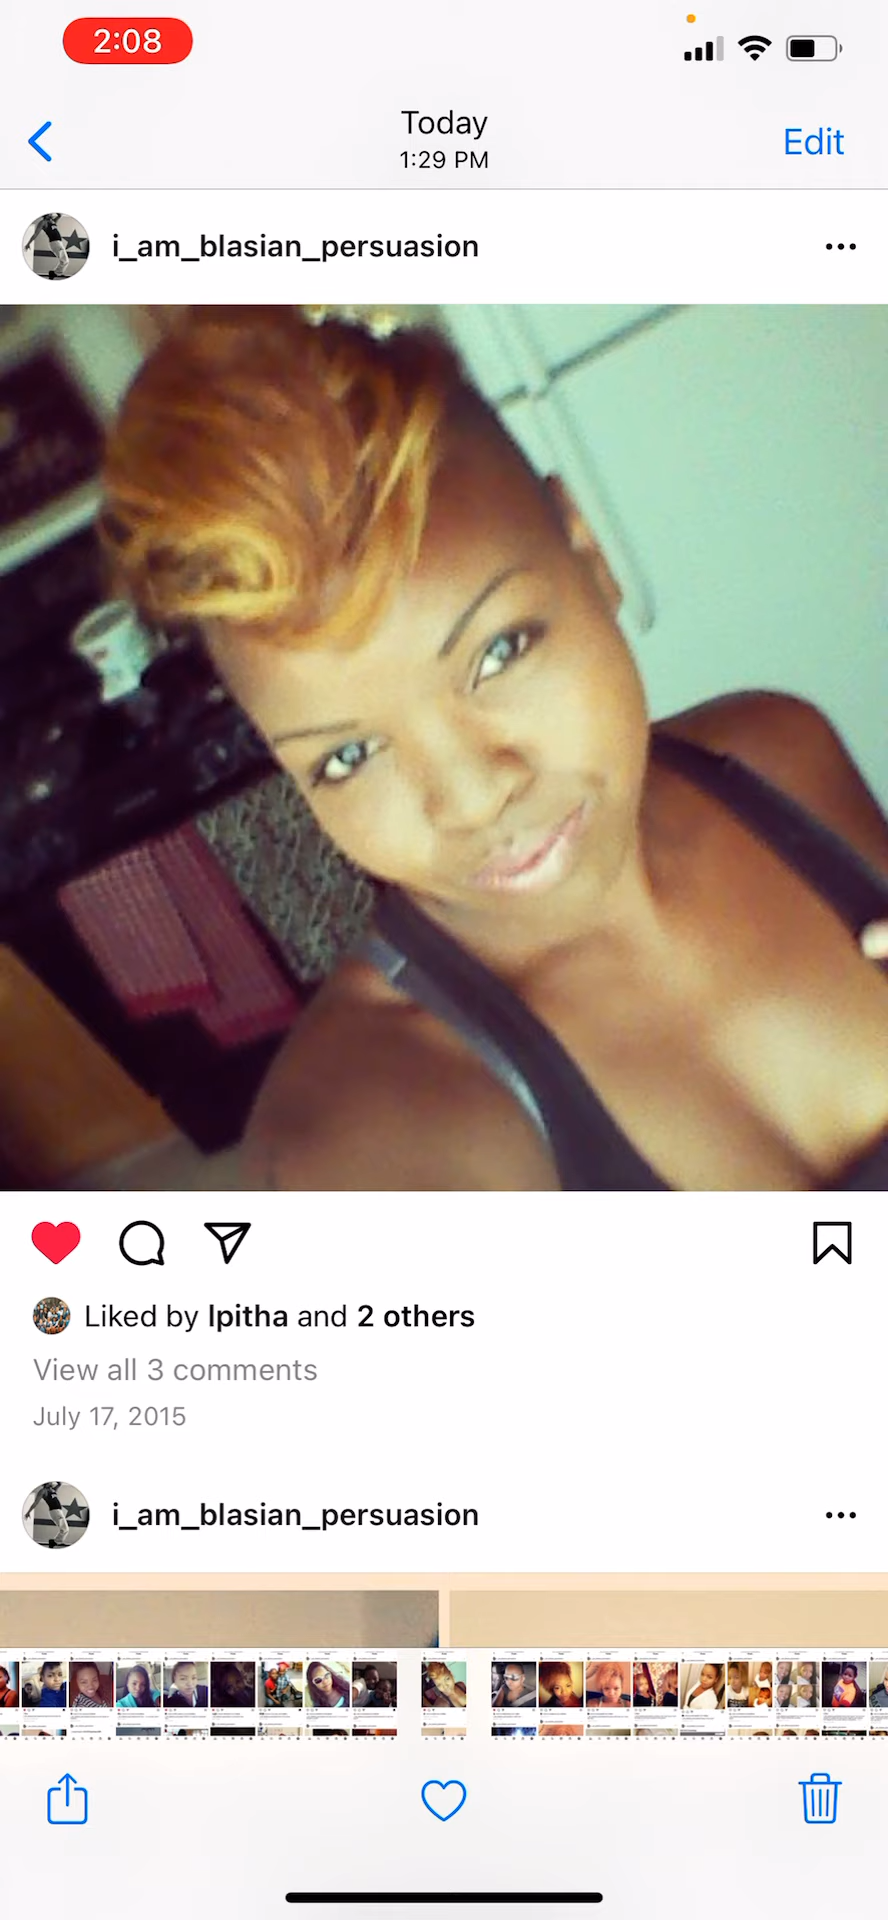 2:08
Today
1:29 PM
Edit
i_am_blasian_persuasion
Liked by lpitha and 2 others
View all 3 comments
July 17, 2015
i_am_blasian_persuasion